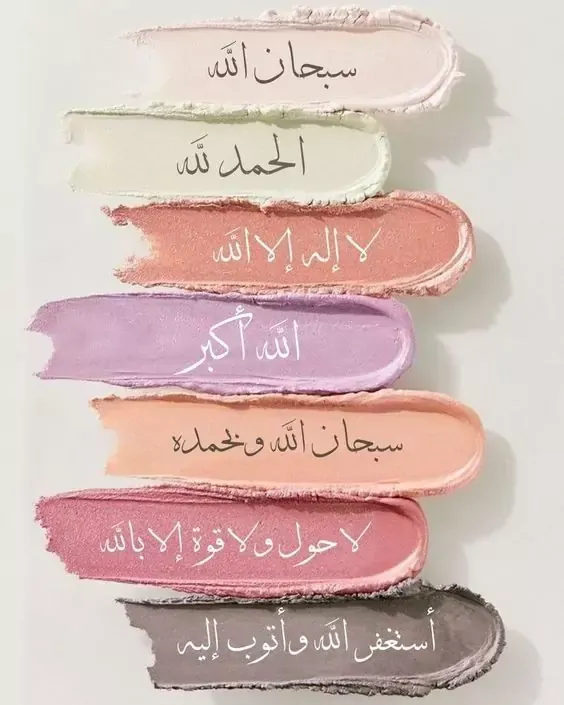 سبحان الله
الحمد لله
لا إله إلا الله
الله أكبر
سبحان الله وبحمده
لا حول ولا قوة إلا بالله
أستغفر الله وأتوب إليه